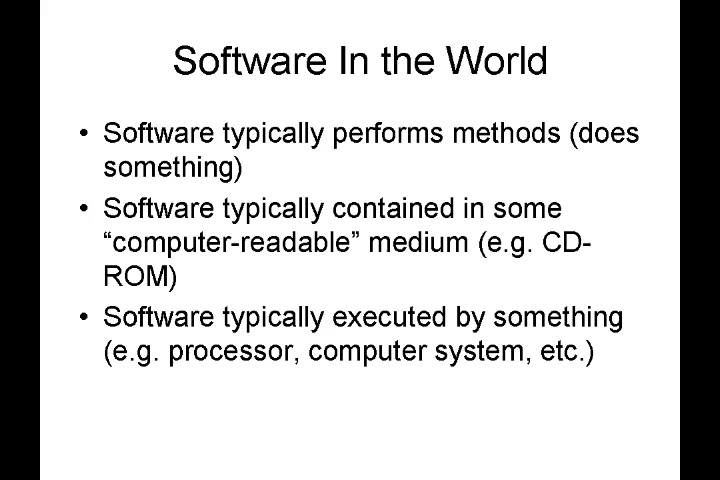 Software In the World
• Software typically performs methods (does
something)
• Software typically contained in some
“computer-readable” medium (e.g. CD-
ROM)
• Software typically executed by something
(e.g. processor, computer system, etc.)